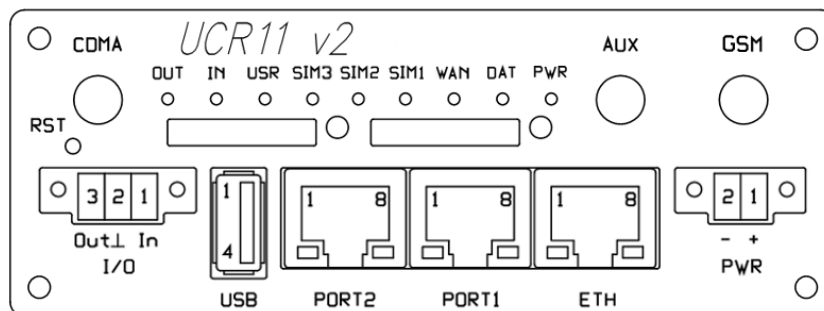 UCR11 v2
CDMA AUX GSM
OUT IN USR SIM3 SIM2 SIM1 WAN DAT PWR
RST
3 2 1 1 1 8 1 8 1 8 2 1
4
Out⊥ In - +
I/O PWR
USB PORT2 PORT1 ETH